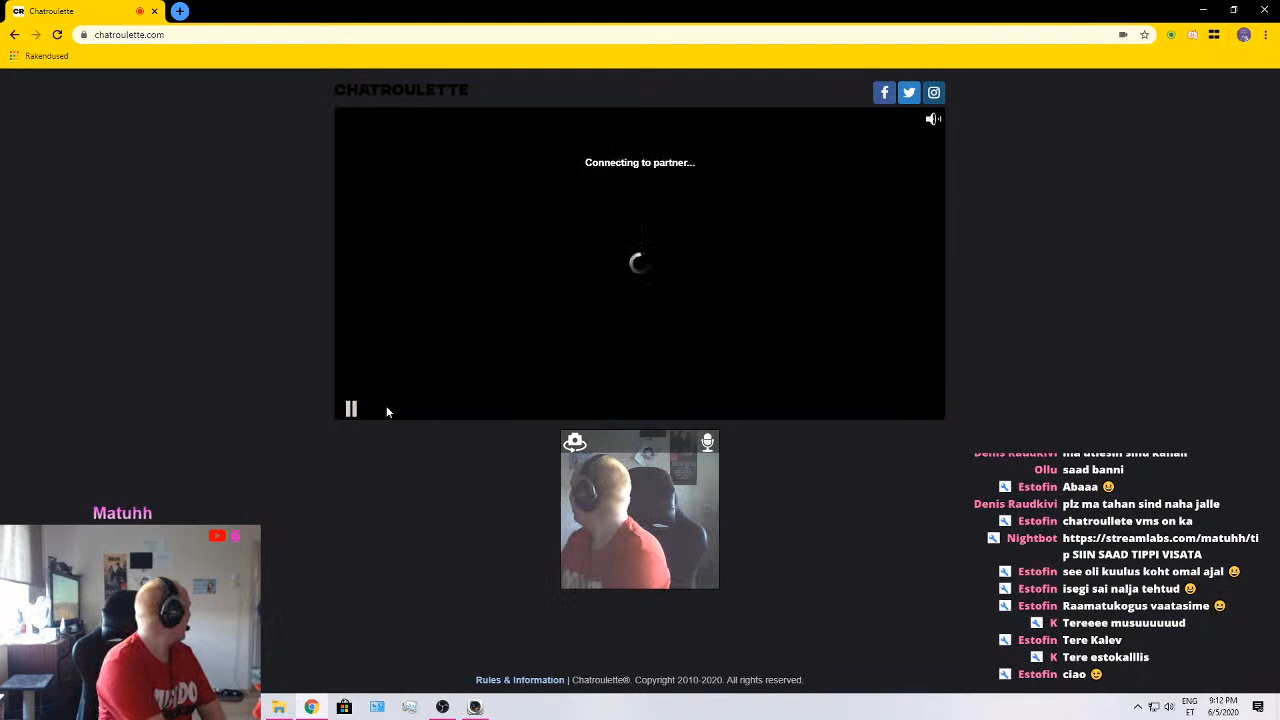 Chatroulette
chatroulette.com
Rakendused
CHATROULETTE
Connecting to partner...
Matuhh
Ollu saad banni
Estofin Abaaa
Denis Raudkivi plz ma tahan sind naha jalle
Estofin chatroullete vms on ka
Nightbot https://streamlabs.com/matuhh/ti
p SIIN SAAD TIPPI VISATA
Estofin see oli kuulus koht omal ajal
Estofin isegi sai nalja tehtud
Estofin Raamatukogus vaatasime
K Tereeee musuuuuuud
Estofin Tere Kalev
K Tere estokalllis
Estofin ciao
Rules & Information | Chatroulette®. Copyright 2010-2020. All rights reserved.
ENG 9:12 PM
ET 6/5/2020